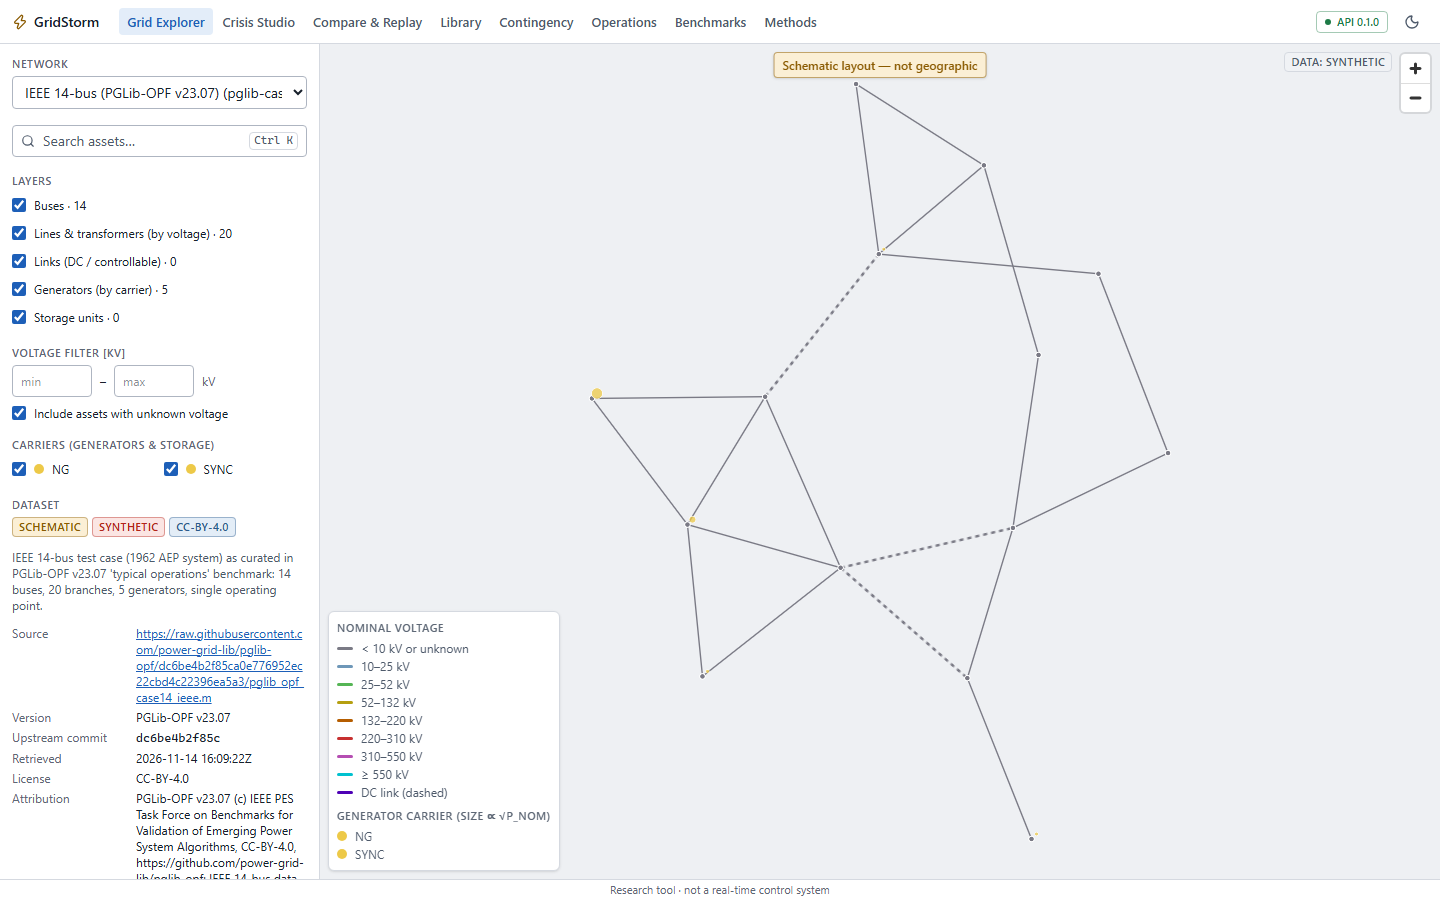 GridStorm
Grid Explorer
Crisis Studio
Compare & Replay
Library
Contingency
Operations
Benchmarks
Methods
API 0.1.0
NETWORK
IEEE 14-bus (PGLib-OPF v23.07) (pglib-cas
Search assets...
Ctrl K
LAYERS
Buses · 14
Lines & transformers (by voltage) · 20
Links (DC / controllable) · 0
Generators (by carrier) · 5
Storage units · 0
VOLTAGE FILTER [KV]
min – max kV
Include assets with unknown voltage
CARRIERS (GENERATORS & STORAGE)
NG
SYNC
DATASET
SCHEMATIC
SYNTHETIC
CC-BY-4.0
IEEE 14-bus test case (1962 AEP system) as curated in
PGLib-OPF v23.07 'typical operations' benchmark: 14
buses, 20 branches, 5 generators, single operating
point.
Source
https://raw.githubusercontent.c
om/power-grid-lib/pglib-
opf/dc6be4b2f85ca0e776952ec
22cbd4c22396ea5a3/pglib_opf_
case14_ieee.m
Version
PGLib-OPF v23.07
Upstream commit
dc6be4b2f85c
Retrieved
2026-11-14 16:09:22Z
License
CC-BY-4.0
Attribution
PGLib-OPF v23.07 (c) IEEE PES
Task Force on Benchmarks for
Validation of Emerging Power
System Algorithms, CC-BY-4.0,
https://github.com/power-grid-
lib/pglib-opf; IEEE 14-bus data
Schematic layout — not geographic
DATA: SYNTHETIC
+
−
NOMINAL VOLTAGE
< 10 kV or unknown
10–25 kV
25–52 kV
52–132 kV
132–220 kV
220–310 kV
310–550 kV
≥ 550 kV
DC link (dashed)
GENERATOR CARRIER (SIZE ∝ √P_NOM)
NG
SYNC
Research tool · not a real-time control system